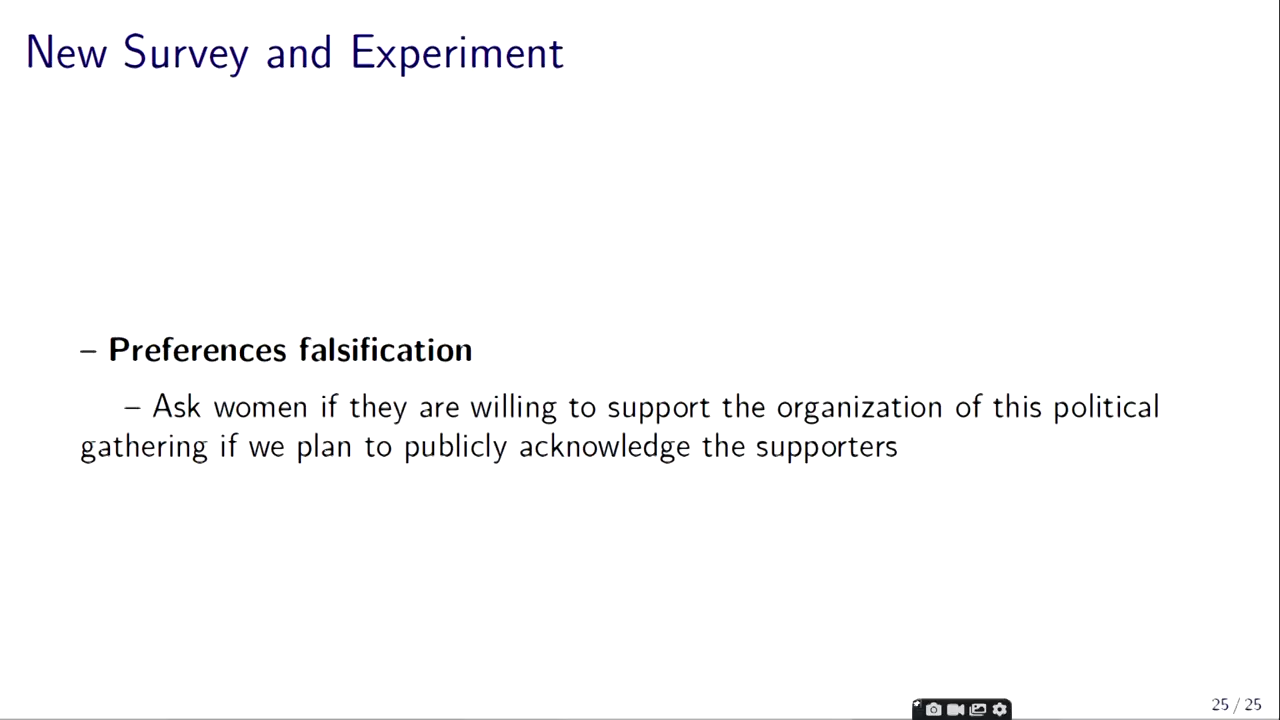 New Survey and Experiment
– Preferences falsification
– Ask women if they are willing to support the organization of this political
gathering if we plan to publicly acknowledge the supporters
25 / 25